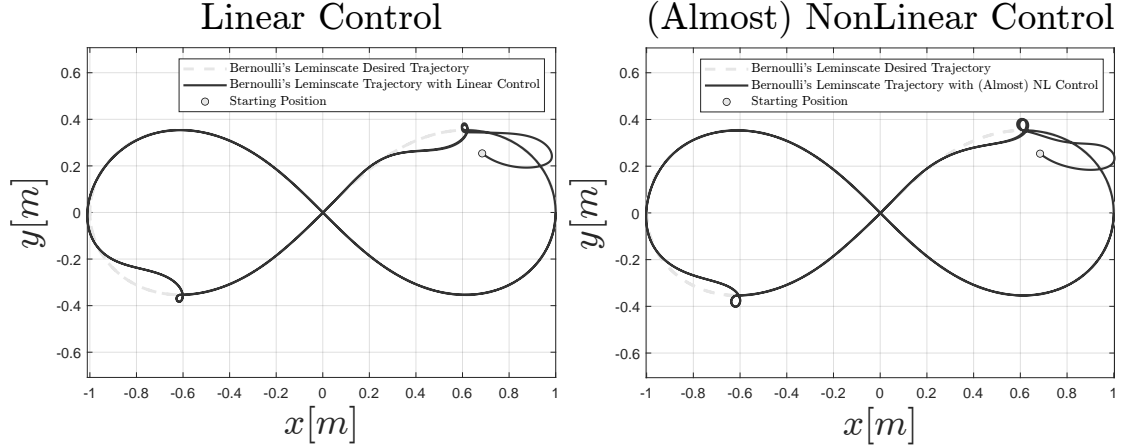 Linear Control
Bernoulli's Leminscate Desired Trajectory
Bernoulli's Leminscate Trajectory with Linear Control
Starting Position
0.6
0.4
0.2
0
-0.2
-0.4
-0.6
y[m]
-1 -0.8 -0.6 -0.4 -0.2 0 0.2 0.4 0.6 0.8 1
x[m]
(Almost) NonLinear Control
Bernoulli's Leminscate Desired Trajectory
Bernoulli's Leminscate Trajectory with (Almost) NL Control
Starting Position
0.6
0.4
0.2
0
-0.2
-0.4
-0.6
y[m]
-1 -0.8 -0.6 -0.4 -0.2 0 0.2 0.4 0.6 0.8 1
x[m]